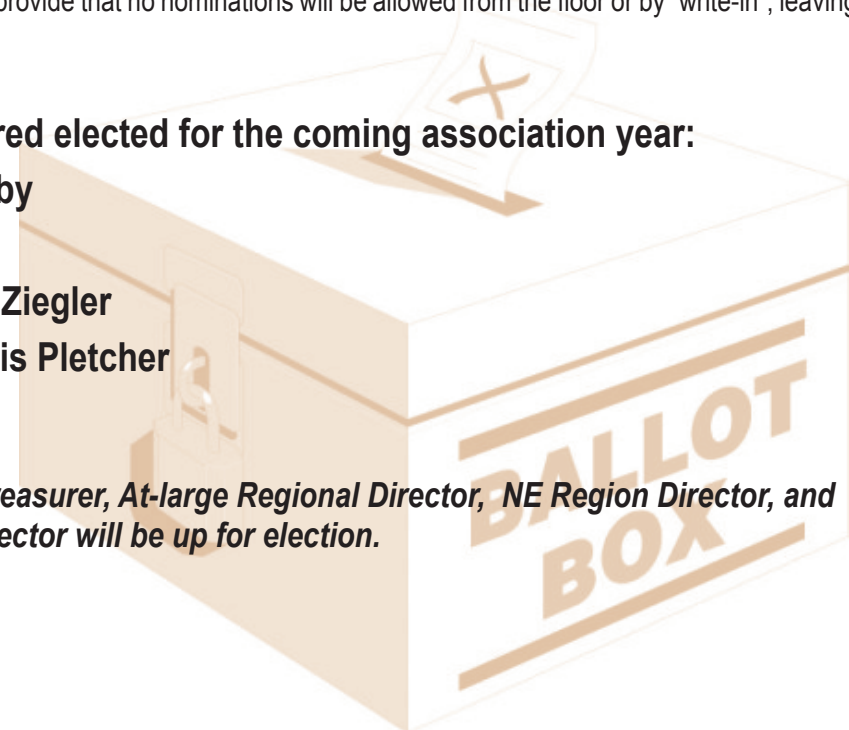 provide that no nominations will be allowed from the floor or by "write-in", leaving
red elected for the coming association year:
by
Ziegler
is Pletcher
reasurer, At-large Regional Director, NE Region Director, and
ector will be up for election.
BALLOT
BOX